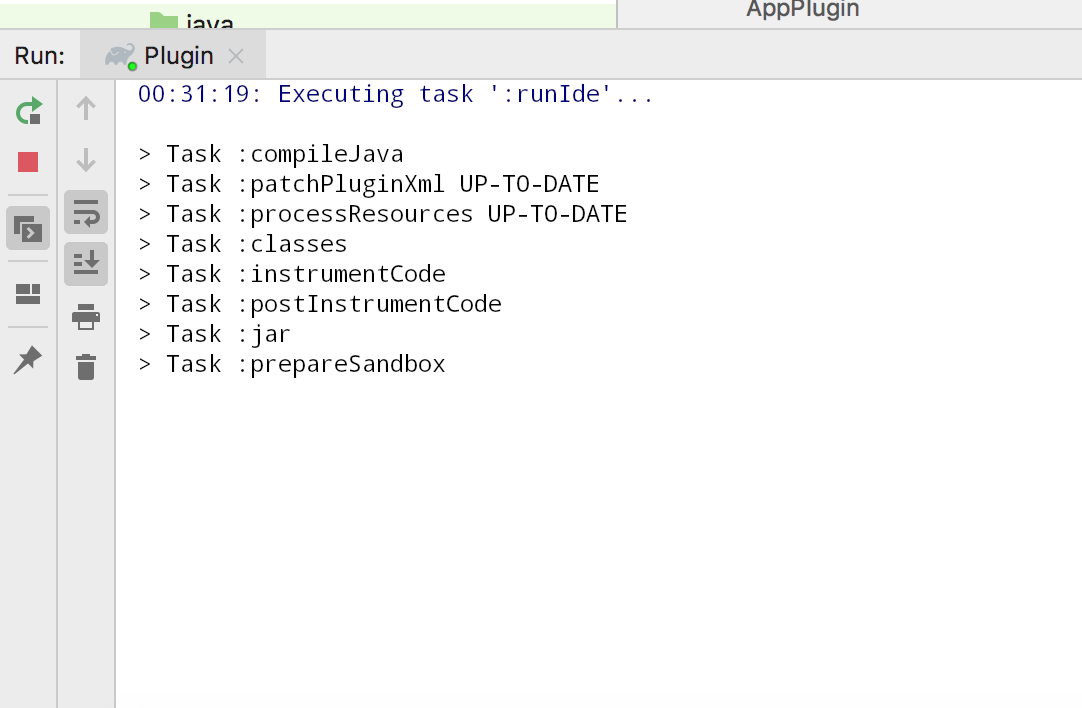 java
AppPlugin
Run:
Plugin
00:31:19: Executing task ':runIde'...
> Task :compileJava
> Task :patchPluginXml UP-TO-DATE
> Task :processResources UP-TO-DATE
> Task :classes
> Task :instrumentCode
> Task :postInstrumentCode
> Task :jar
> Task :prepareSandbox